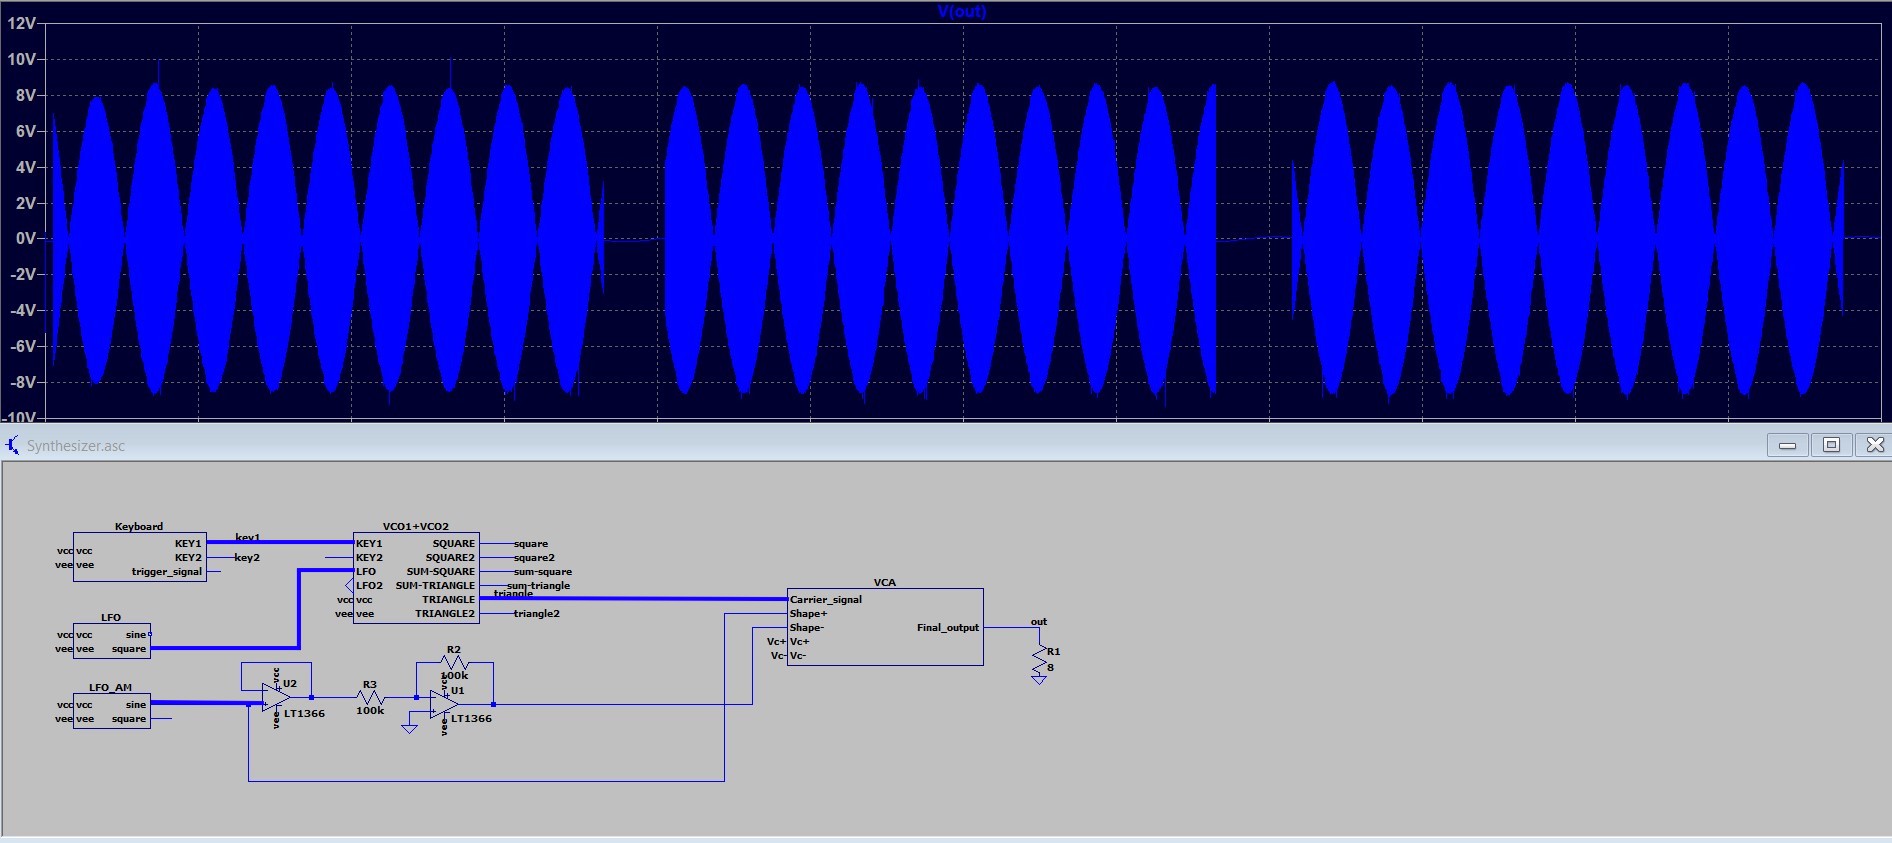 V(out)
12V
10V
8V
6V
4V
2V
0V
-2V
-4V
-6V
-8V
-10V
Synthesizer.asc
Keyboard
vcc vcc KEY1 key1
vee vee KEY2 key2
trigger_signal
VCO1+VCO2
KEY1 SQUARE square
KEY2 SQUARE2 square2
LFO SUM-SQUARE sum-square
LFO2 SUM-TRIANGLE sum-triangle
vcc vcc TRIANGLE triangle
vee vee TRIANGLE2 triangle2
LFO
vcc vcc sine
vee vee square
LFO_AM
vcc vcc sine
vee vee square
vcc
U2
LT1366
vee
R3
100k
R2
100k
vcc
U1
LT1366
vee
VCA
Carrier_signal
Shape+
Shape- Final_output
Vc+ Vc+
Vc- Vc-
out
R1
8